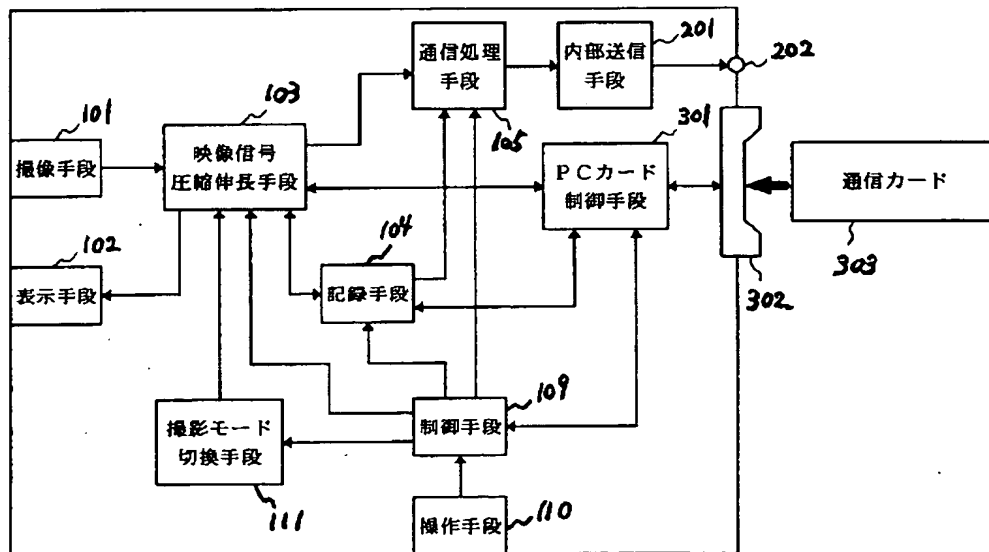 通信処理
手段
105
内部送信
手段
201
202
101
撮像手段
103
映像信号
圧縮伸長手段
301
PCカード
制御手段
通信カード
303
302
102
表示手段
104
記録手段
109
制御手段
撮影モード
切換手段
111
操作手段
110